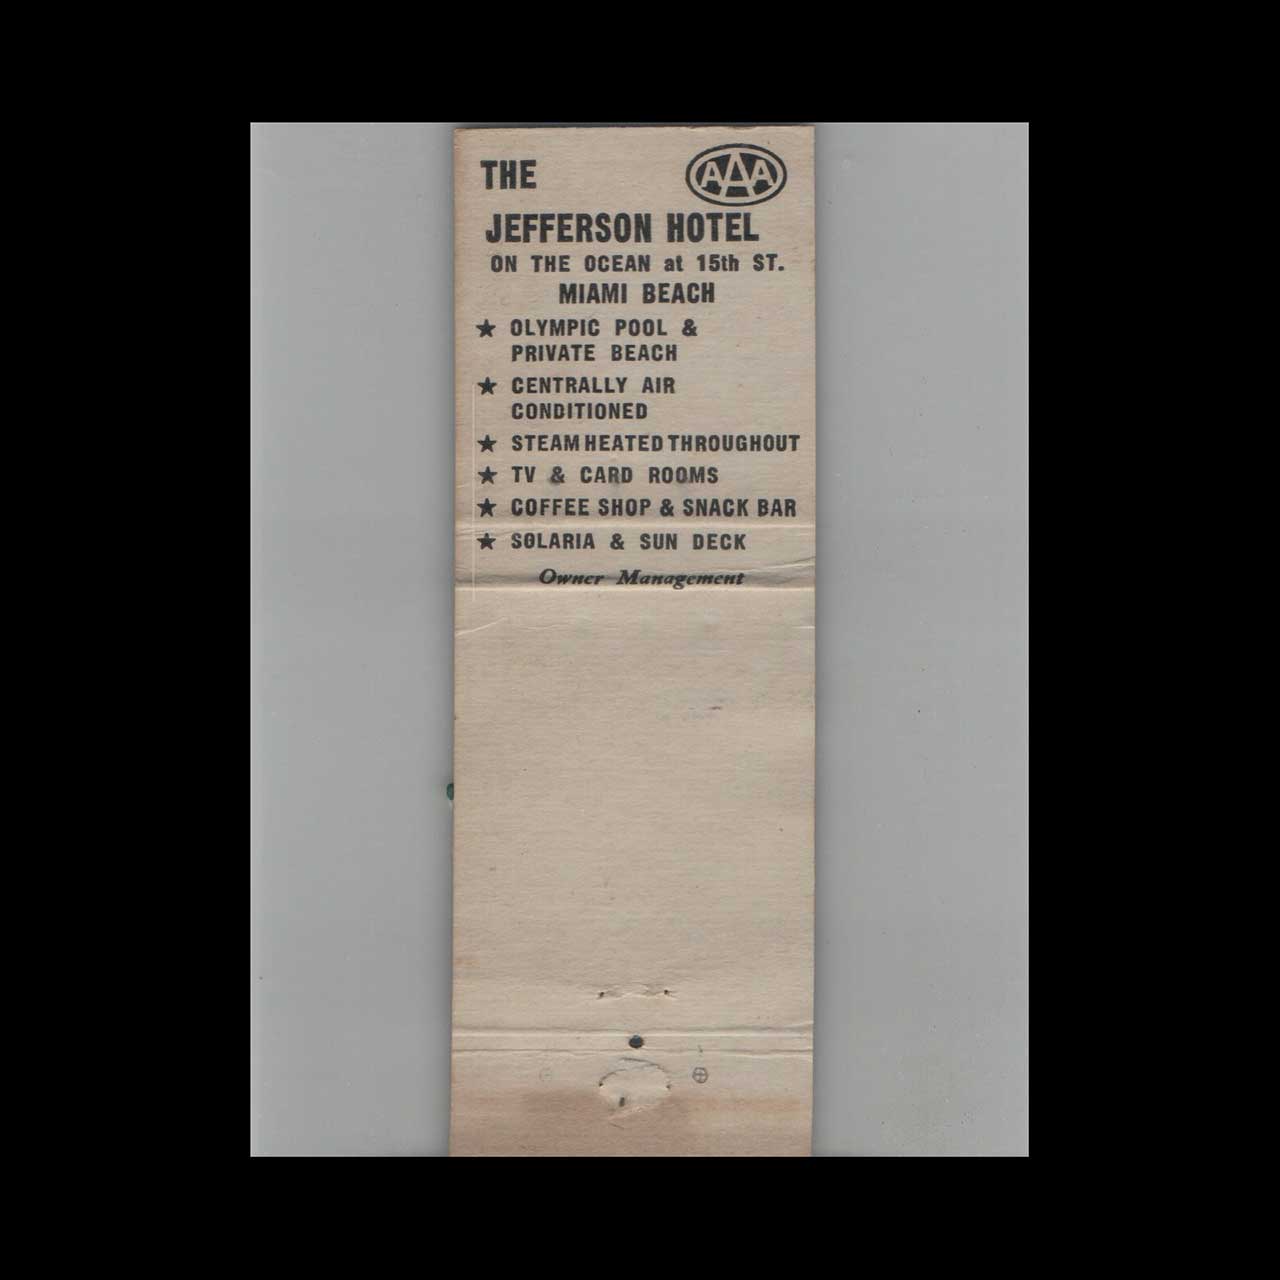 THE
AAA
JEFFERSON HOTEL
ON THE OCEAN at 15th ST.
MIAMI BEACH
★ OLYMPIC POOL &
PRIVATE BEACH
★ CENTRALLY AIR
CONDITIONED
★ STEAM HEATED THROUGHOUT
★ TV & CARD ROOMS
★ COFFEE SHOP & SNACK BAR
★ SOLARIA & SUN DECK
Owner Management